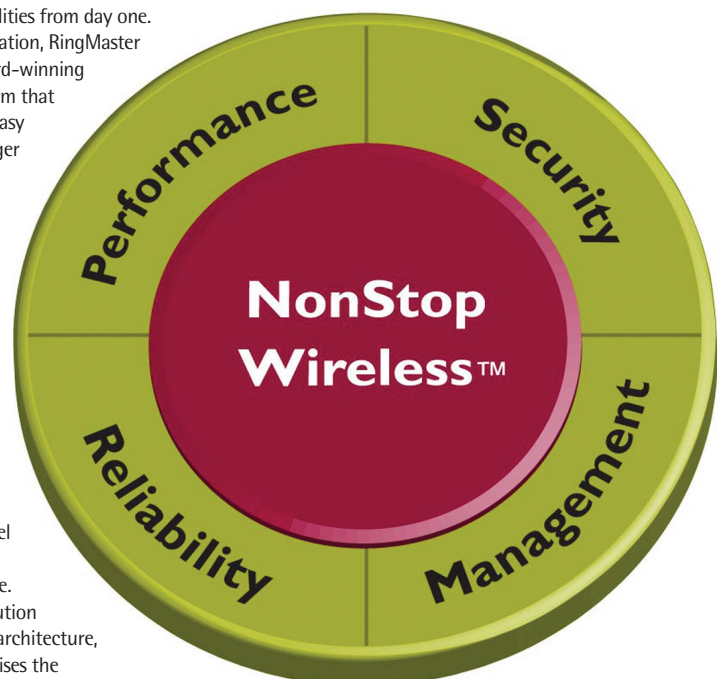 lities from day one.
ation, RingMaster
rd-winning
rm that
asy
ger
Performance
Security
NonStop
Wireless™
Reliability
Management
el
e.
ution
architecture,
ises the